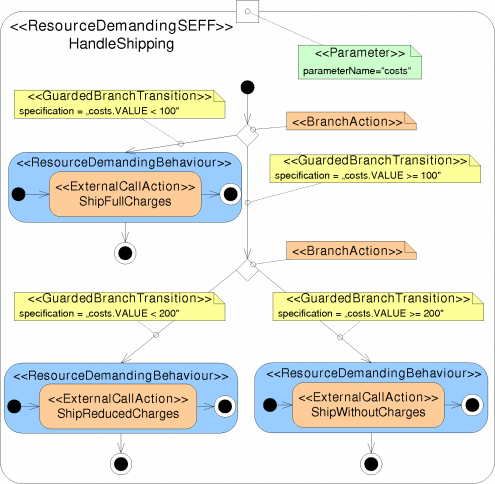 <<ResourceDemandingSEFF>>
HandleShipping
<<Parameter>>
parameterName="costs"
<<GuardedBranchTransition>>
specification = „costs.VALUE < 100"
<<BranchAction>>
<<ResourceDemandingBehaviour>>
<<ExternalCallAction>>
ShipFullCharges
<<GuardedBranchTransition>>
specification = „costs.VALUE >= 100"
<<BranchAction>>
<<GuardedBranchTransition>>
specification = „costs.VALUE < 200"
<<GuardedBranchTransition>>
specification = „costs.VALUE >= 200"
<<ResourceDemandingBehaviour>>
<<ExternalCallAction>>
ShipReducedCharges
<<ResourceDemandingBehaviour>>
<<ExternalCallAction>>
ShipWithoutCharges